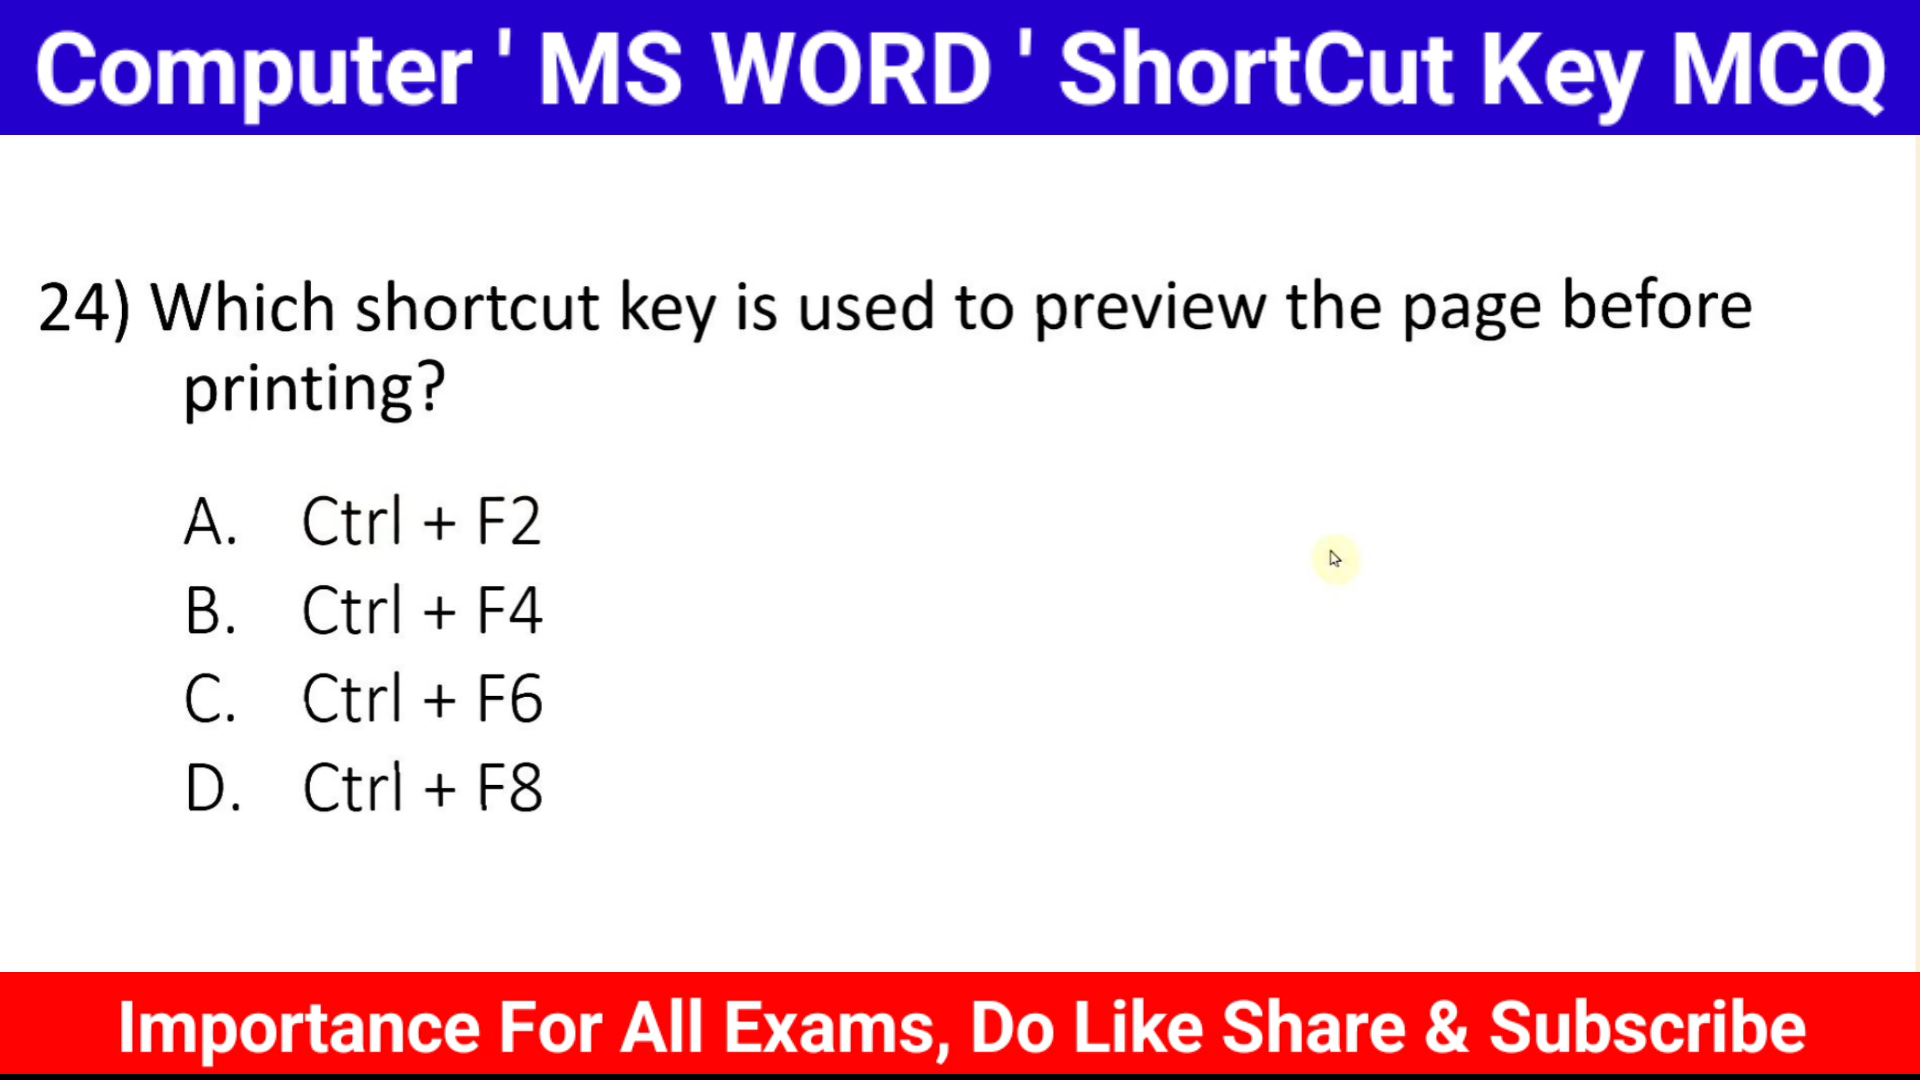 Computer ' MS WORD ' ShortCut Key MCQ
24) Which shortcut key is used to preview the page before
printing?
A. Ctrl + F2
B. Ctrl + F4
C. Ctrl + F6
D. Ctrl + F8
Importance For All Exams, Do Like Share & Subscribe